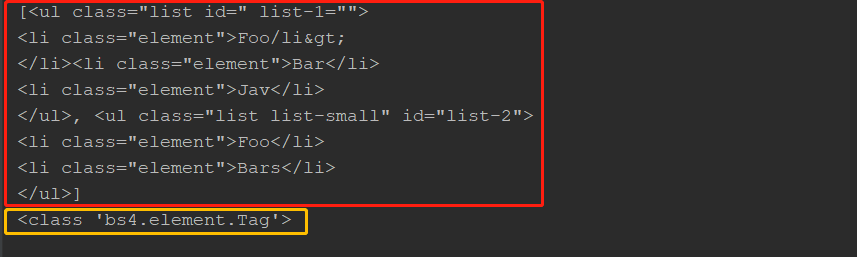 [<ul class="list id=" list-1="">
<li class="element">Foo/li&gt;
</li><li class="element">Bar</li>
<li class="element">Jav</li>
</ul>, <ul class="list list-small" id="list-2">
<li class="element">Foo</li>
<li class="element">Bars</li>
</ul>]
<class 'bs4.element.Tag'>